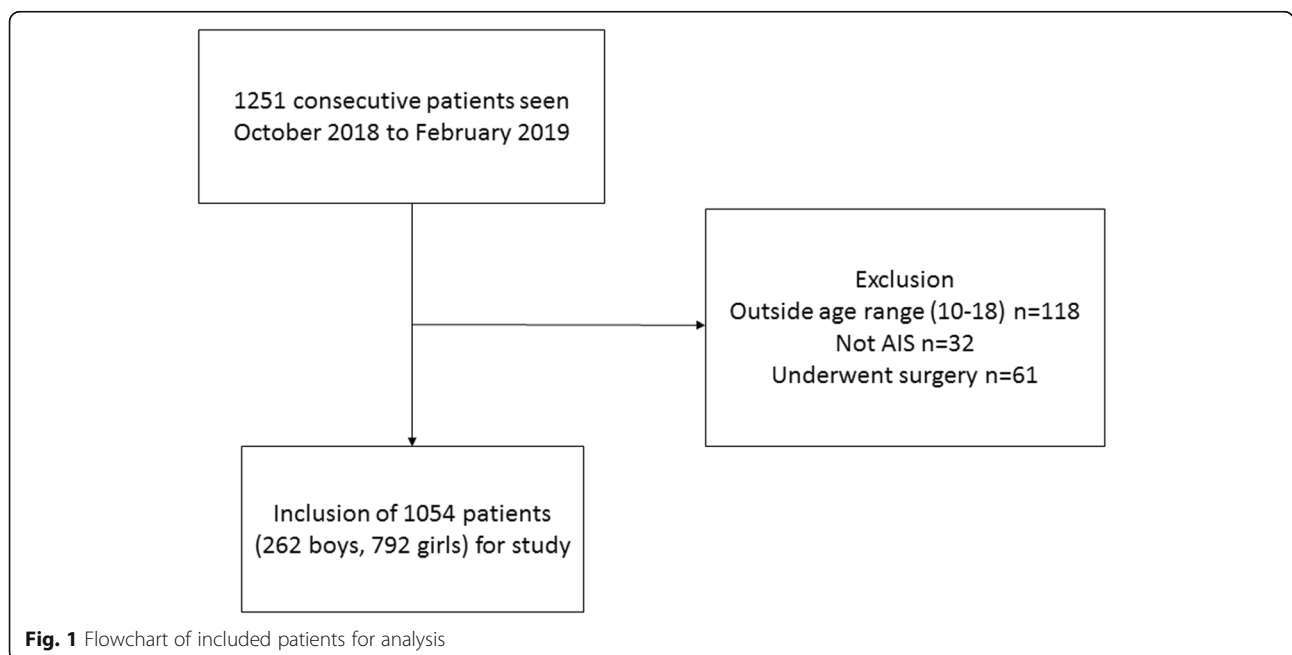 1251 consecutive patients seen
October 2018 to February 2019
Exclusion
Outside age range (10-18) n=118
Not AIS n=32
Underwent surgery n=61
Inclusion of 1054 patients
(262 boys, 792 girls) for study
Fig. 1 Flowchart of included patients for analysis